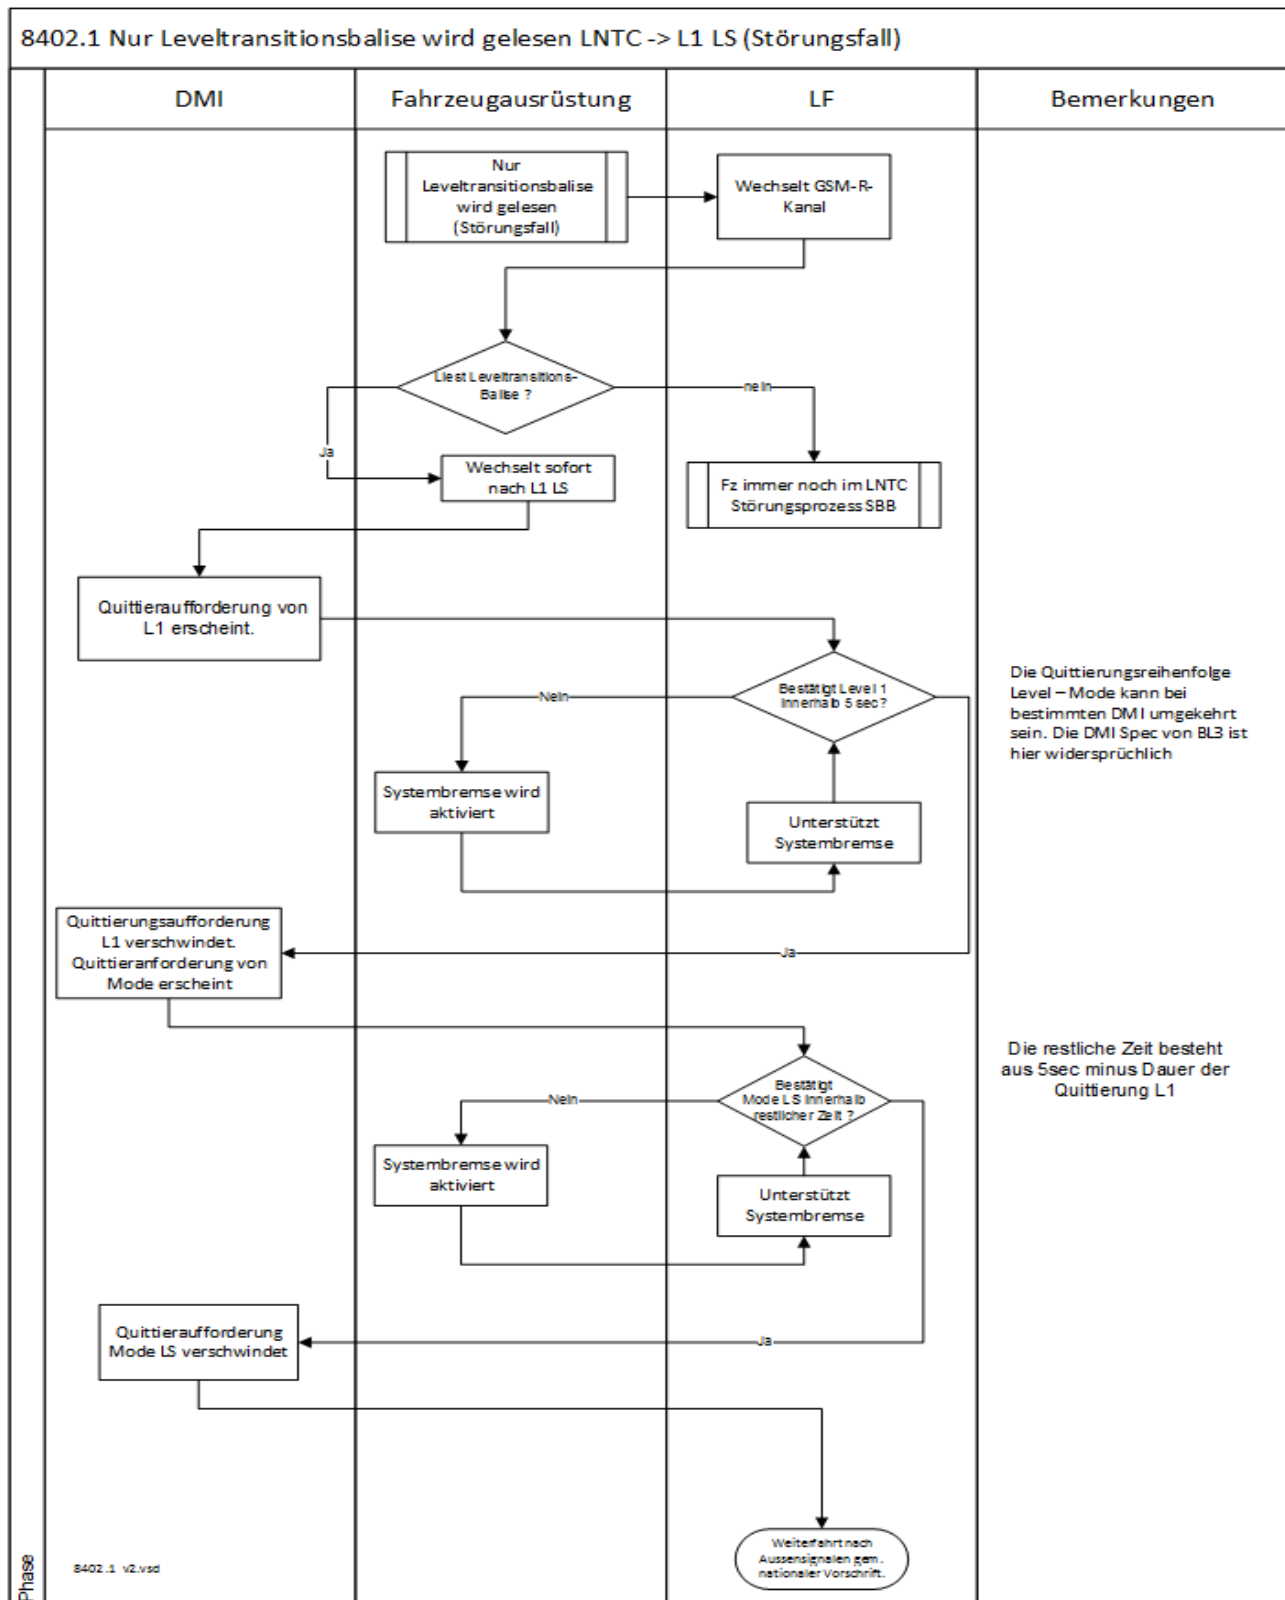 8402.1 Nur Leveltransitionsbalise wird gelesen LNTC -> L1 LS (Störungsfall)
DMI
Fahrzeugausrüstung
LF
Bemerkungen
Nur
Leveltransitionsbalise
wird gelesen
(Störungsfall)
Wechselt GSM-R-
Kanal
Liest Leveltransitions-
Balise ?
nein
Ja
Wechselt sofort
nach L1 LS
Fz immer noch im LNTC
Störungsprozess SBB
Quittieraufforderung von
L1 erscheint.
Bestätigt Level 1
innerhalb 5 sec?
Nein
Die Quittierungsreihenfolge
Level – Mode kann bei
bestimmten DMI umgekehrt
sein. Die DMI Spec von BL3 ist
hier widersprüchlich
Systembremse wird
aktiviert
Unterstützt
Systembremse
Quittierungsaufforderung
L1 verschwindet.
Quittieranforderung von
Mode erscheint
Ja
Die restliche Zeit besteht
aus 5sec minus Dauer der
Quittierung L1
Bestätigt
Mode LS innerhalb
restlicher Zeit ?
Nein
Systembremse wird
aktiviert
Unterstützt
Systembremse
Quittieraufforderung
Mode LS verschwindet
Ja
Weiterfahrt nach
Aussensignalen gem.
nationaler Vorschrift.
8402.1 v2.vsd
Phase